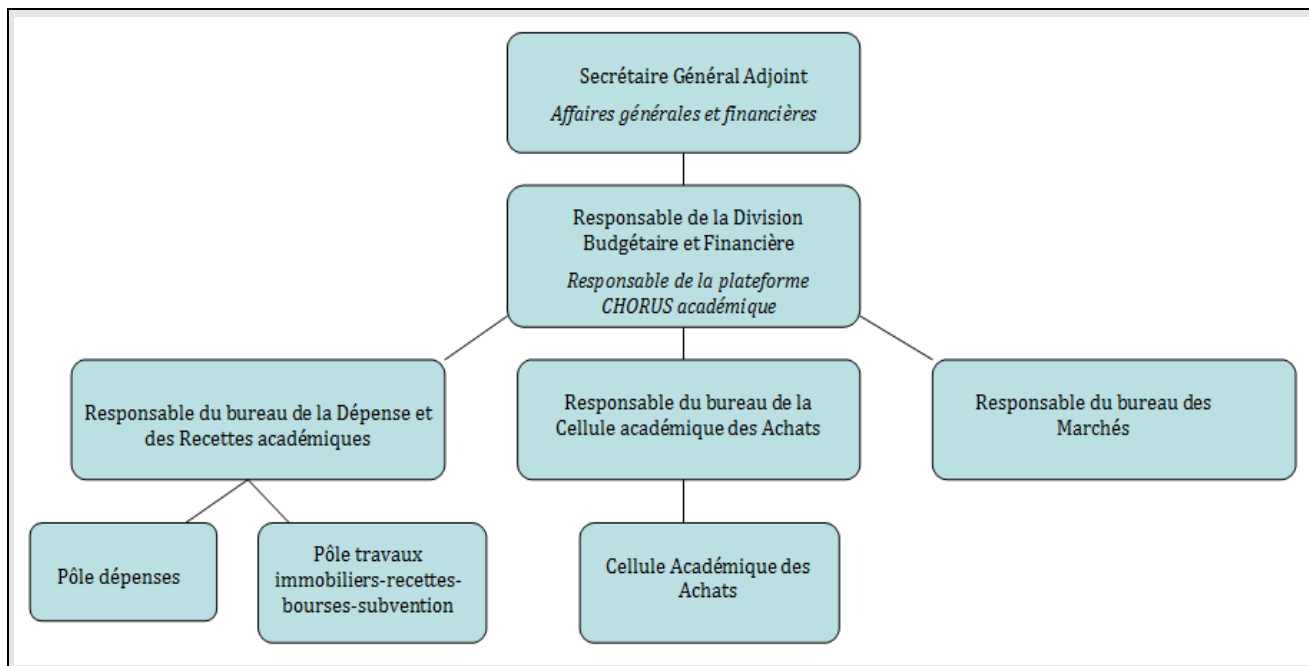 Secrétaire Général Adjoint
Affaires générales et financières
Responsable de la Division
Budgétaire et Financière
Responsable de la plateforme
CHORUS académique
Responsable du bureau de la Dépense et
des Recettes académiques
Responsable du bureau de la
Cellule académique des Achats
Responsable du bureau des
Marchés
Pôle dépenses
Pôle travaux
immobiliers-recettes-
bourses-subvention
Cellule Académique des
Achats